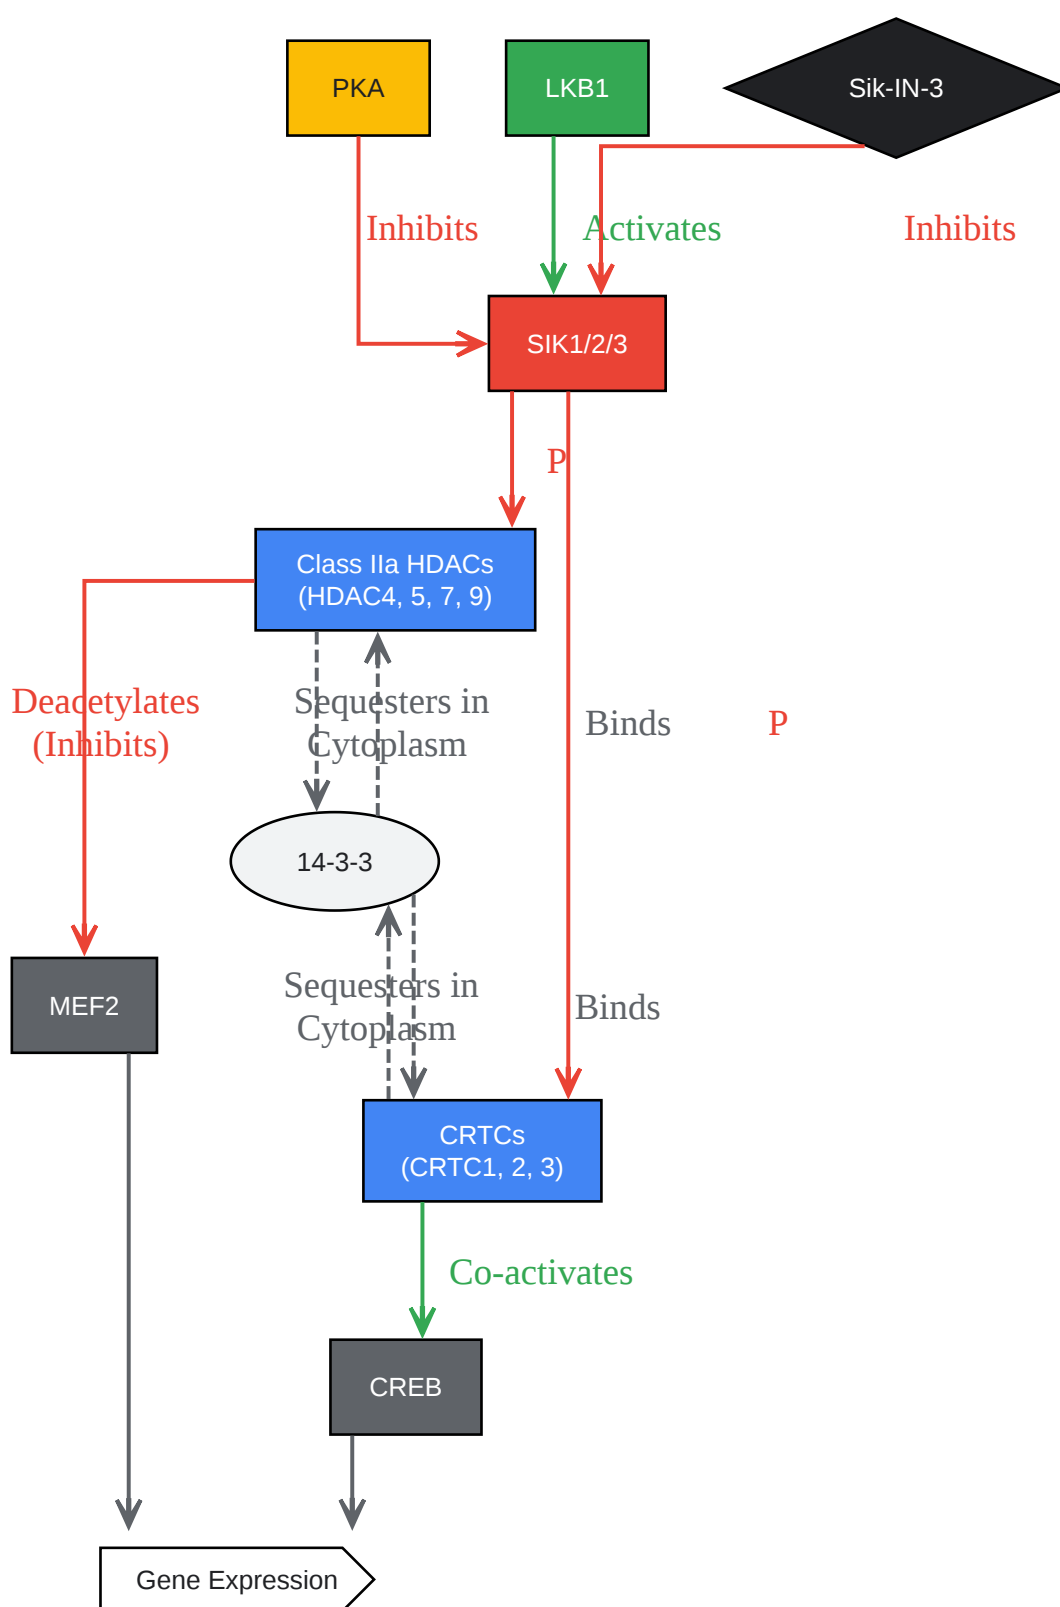 PKA
LKB1
Sik-IN-3
Inhibits
Activates
Inhibits
SIK1/2/3
P
Class IIa HDACs
(HDAC4, 5, 7, 9)
Deacetylates
(Inhibits)
Sequesters in
Cytoplasm
Binds
P
14-3-3
MEF2
Sequesters in
Cytoplasm
Binds
CRTCs
(CRTC1, 2, 3)
Co-activates
CREB
Gene Expression